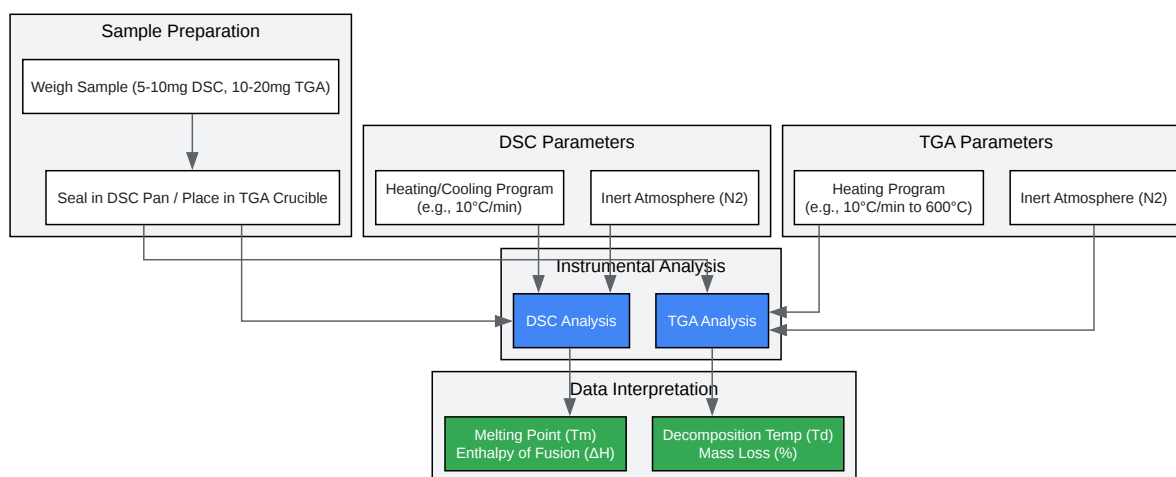 Sample Preparation
Weigh Sample (5-10mg DSC, 10-20mg TGA)
Seal in DSC Pan / Place in TGA Crucible
DSC Parameters
Heating/Cooling Program
(e.g., 10°C/min)
Inert Atmosphere (N2)
TGA Parameters
Heating Program
(e.g., 10°C/min to 600°C)
Inert Atmosphere (N2)
Instrumental Analysis
DSC Analysis
TGA Analysis
Data Interpretation
Melting Point (Tm)
Enthalpy of Fusion (ΔH)
Decomposition Temp (Td)
Mass Loss (%)